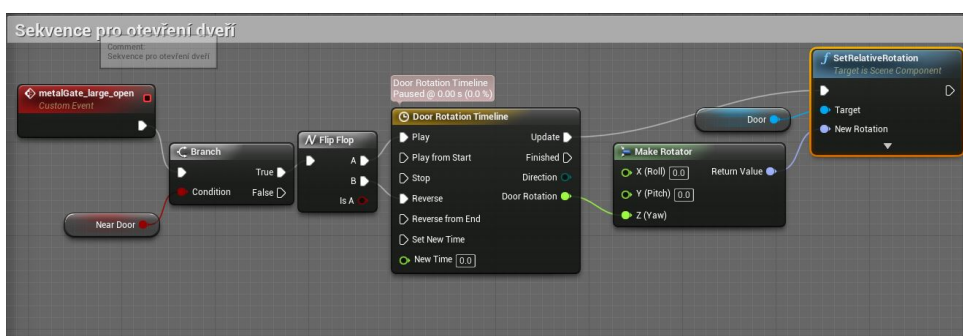 Sekvence pro otevření dveří
Comment:
Sekvence pro otevření dveří
metalGate_large_open
Custom Event
Branch
True
Condition
False
Near Door
Flip Flop
A
B
Is A
Door Rotation Timeline
Paused @ 0.00 s (0.0 %)
Door Rotation Timeline
Play
Update
Play from Start
Finished
Stop
Direction
Reverse
Door Rotation
Reverse from End
Set New Time
New Time 0.0
Make Rotator
X (Roll) 0.0
Return Value
Y (Pitch) 0.0
Z (Yaw)
Door
f SetRelativeRotation
Target is Scene Component
Target
New Rotation